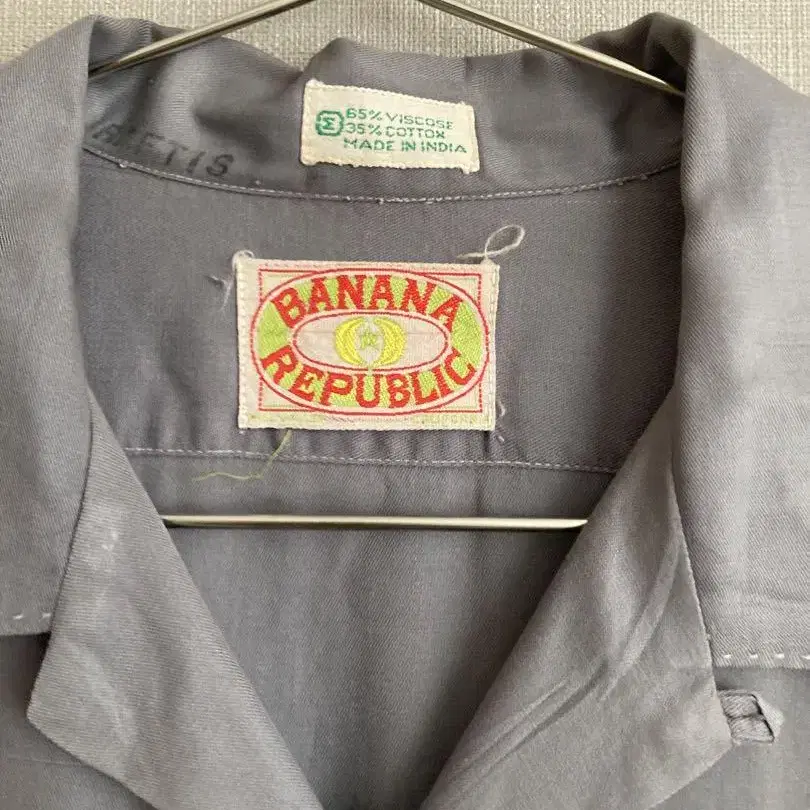 M
65% VISCOSE
35% COTTON
MADE IN INDIA
BANANA
REPUBLIC